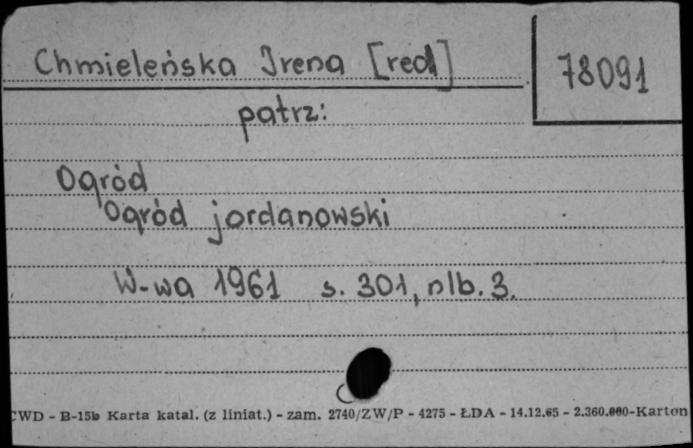 Chmieleńska Irena [red]
78091
patrz:
Ogród
Ogród jordanowski
W-wa 1961 s. 301, nlb. 3.
CWD - B-15b Karta katal. (z liniat.) - zam. 2740/ZW/P - 4275 - ŁDA - 14.12.65 - 2.360.000-Karton